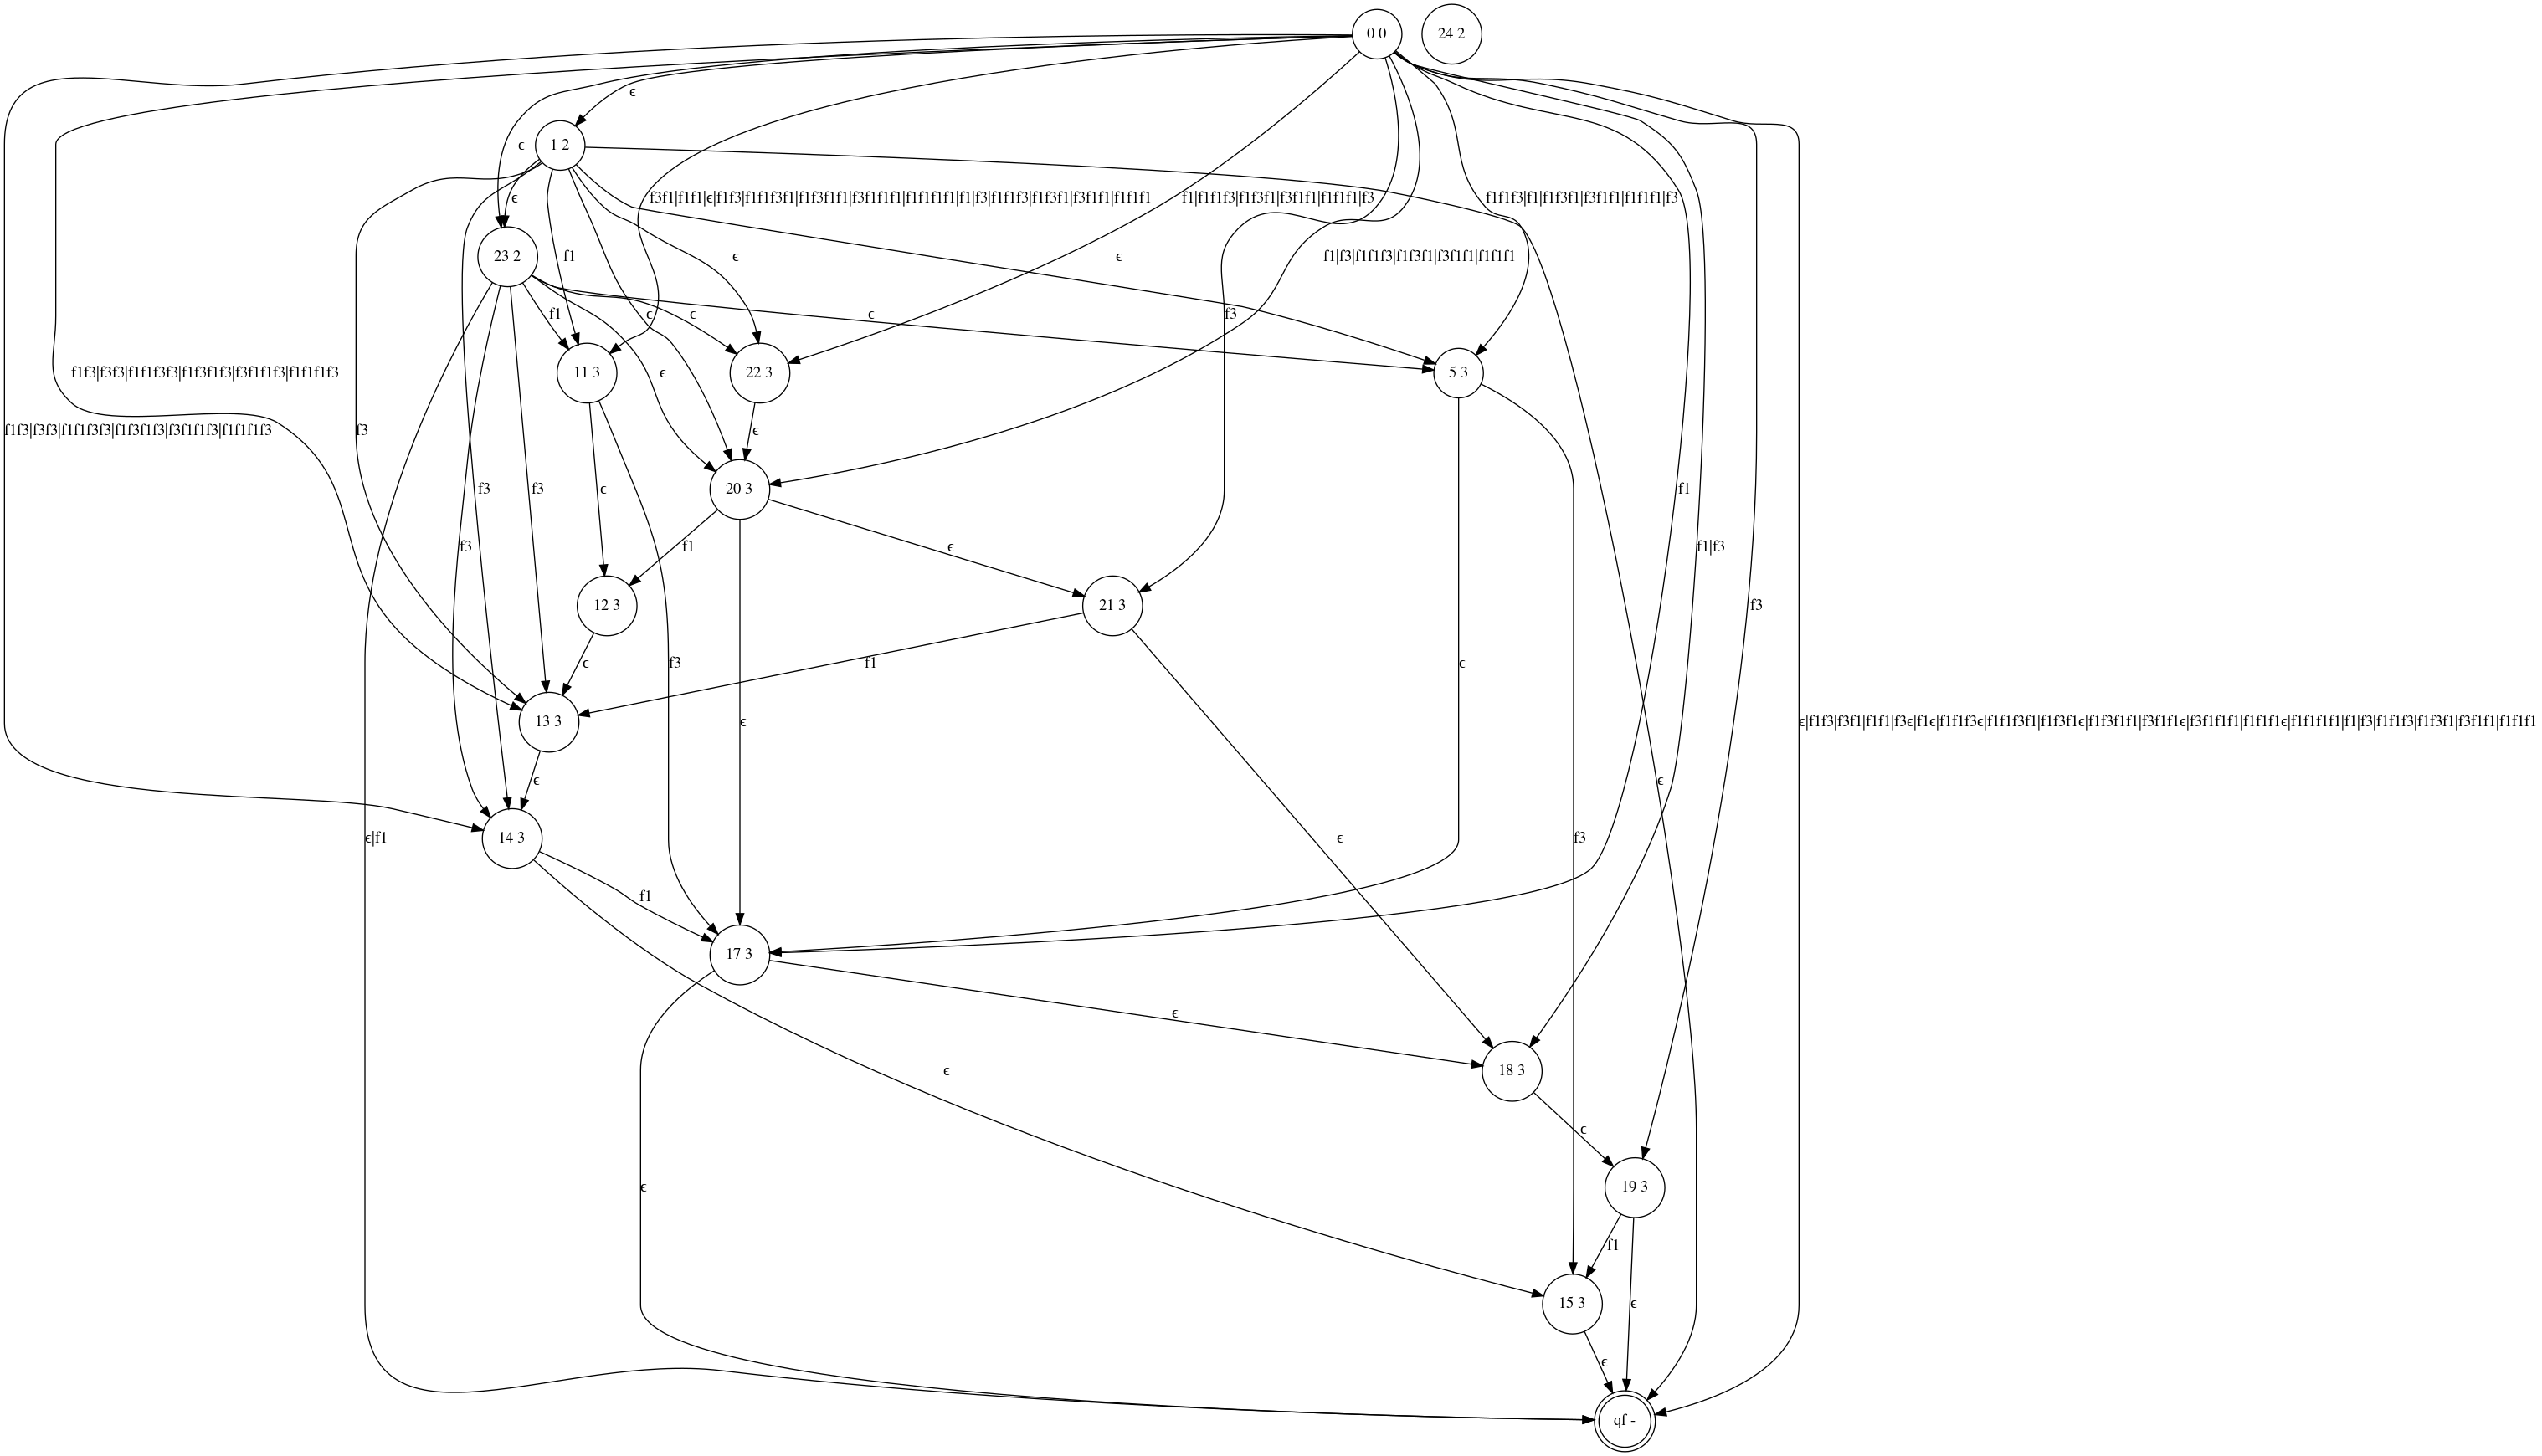 0 0
24 2
ϵ
1 2
ϵ
ϵ
f3f1|f1f1|ϵ|f1f3|f1f1f3f1|f1f3f1f1|f3f1f1f1|f1f1f1f1|f1|f3|f1f1f3|f1f3f1|f3f1f1|f1f1f1
f1|f1f1f3|f1f3f1|f3f1f1|f1f1f1|f3
f1f1f3|f1|f1f3f1|f3f1f1|f1f1f1|f3
23 2
f1
ϵ
ϵ
f1|f3|f1f1f3|f1f3f1|f3f1f1|f1f1f1
f1
ϵ
ϵ
ϵ
f3
f1f3|f3f3|f1f1f3f3|f1f3f1f3|f3f1f1f3|f1f1f1f3
11 3
ϵ
22 3
5 3
f1f3|f3f3|f1f1f3f3|f1f3f1f3|f3f1f1f3|f1f1f1f3
f3
ϵ
f3
f3
ϵ
20 3
f1
f3
f1
ϵ
f1|f3
12 3
21 3
f3
ϵ
f3
f1
ϵ
13 3
ϵ
ϵ|f1f3|f3f1|f1f1|f3ϵ|f1ϵ|f1f1f3ϵ|f1f1f3f1|f1f3f1ϵ|f1f3f1f1|f3f1f1ϵ|f3f1f1f1|f1f1f1ϵ|f1f1f1f1|f1|f3|f1f1f3|f1f3f1|f3f1f1|f1f1f1
ϵ
ϵ
ϵ|f1
14 3
ϵ
f3
f1
17 3
ϵ
ϵ
18 3
ϵ
ϵ
19 3
f1
15 3
ϵ
ϵ
qf -